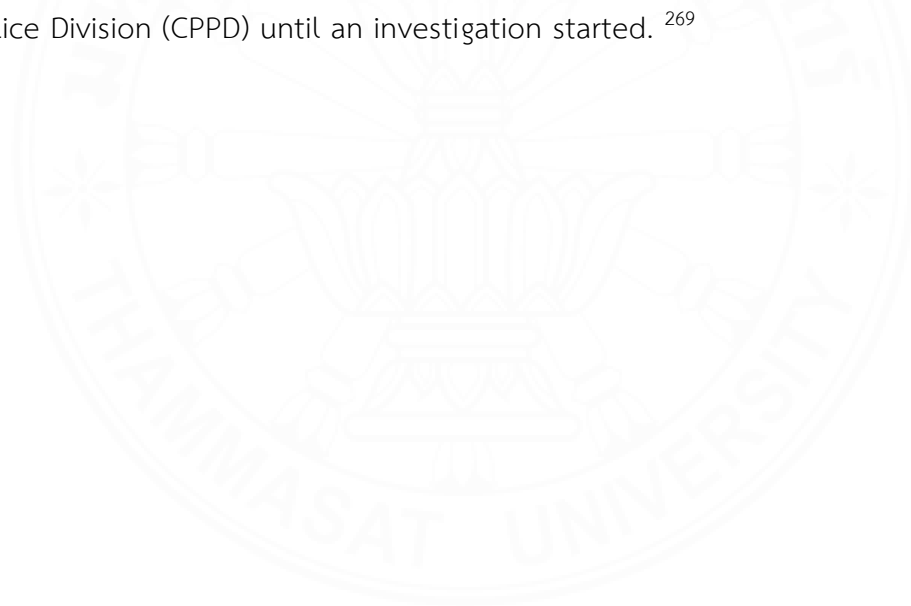 ice Division (CPPD) until an investigation started. 269
THAMMASAT UNIVERSITY